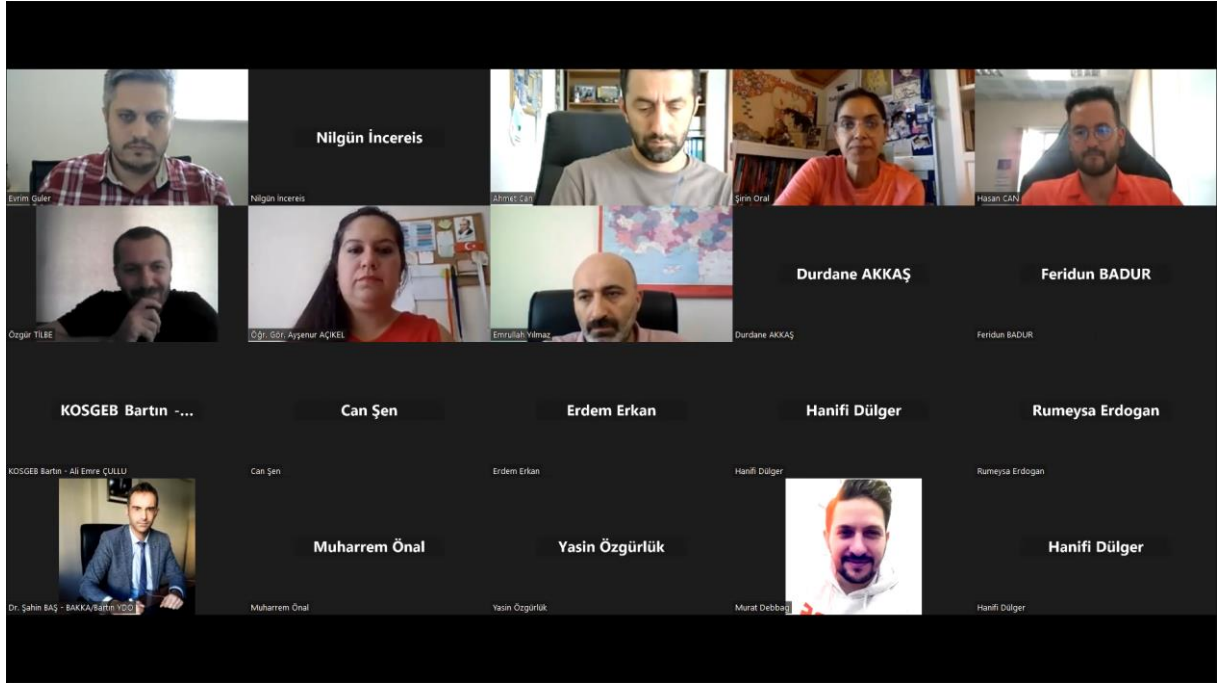 Nilgün İncereis
Evrim Guler
Nilgün İncereis
Ahmet Can
Şirin Oral
Hasan CAN
Durdane AKKAŞ
Feridun BADUR
Özgür TİLBE
Öğr. Gör. Ayşenur AÇIKEL
Emrullah Yılmaz
Durdane AKKAŞ
Feridun BADUR
KOSGEB Bartın -...
Can Şen
Erdem Erkan
Hanifi Dülger
Rumeysa Erdogan
KOSGEB Bartın - Ali Emre ÇULLU
Can Şen
Erdem Erkan
Hanifi Dülger
Rumeysa Erdogan
Muharrem Önal
Yasin Özgürlük
Hanifi Dülger
Dr. Şahin BAŞ - BAKKA/Bartın YDO
Muharrem Önal
Yasin Özgürlük
Murat Debbag
Hanifi Dülger